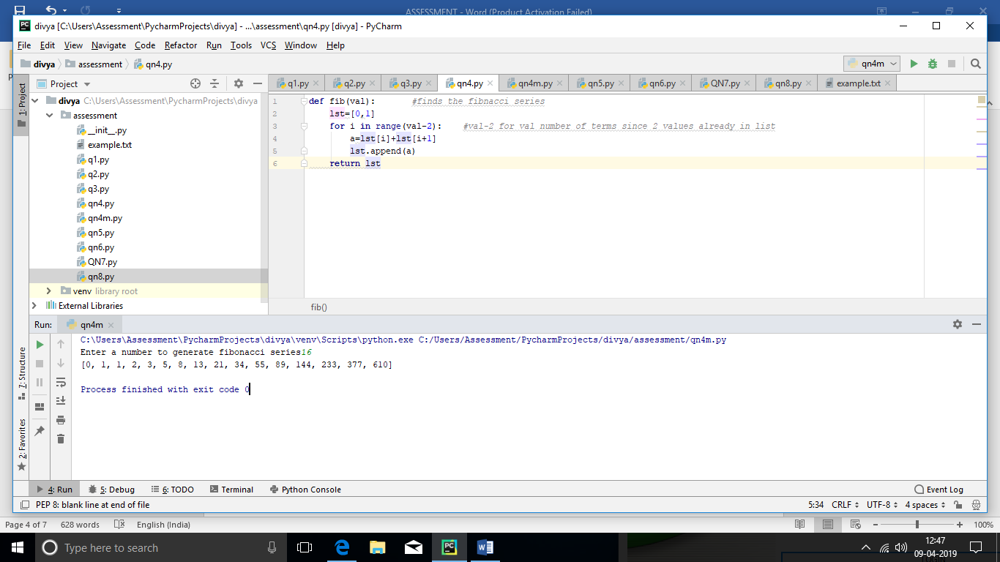 ASSESSMENT - Word (Product Activation Failed)
divya [C:\Users\Assessment\PycharmProjects\divya] - ...\assessment\qn4.py [divya] - PyCharm
File Edit View Navigate Code Refactor Run Tools VCS Window Help
divya assessment qn4.py qn4m
Project q1.py q2.py q3.py qn4.py qn4m.py qn5.py qn6.py QN7.py qn8.py example.txt
1: Project
divya C:\Users\Assessment\PycharmProjects\divya
assessment
__init__.py
example.txt
q1.py
q2.py
q3.py
qn4.py
qn4m.py
qn5.py
qn6.py
QN7.py
qn8.py
venv library root
External Libraries
1 def fib(val): #finds the fibnacci series
2 lst=[0,1]
3 for i in range(val-2): #val-2 for val number of terms since 2 values already in list
4 a=lst[i]+lst[i+1]
5 lst.append(a)
6 return lst
fib()
Run: qn4m
C:\Users\Assessment\PycharmProjects\divya\venv\Scripts\python.exe C:/Users/Assessment/PycharmProjects/divya/assessment/qn4m.py
Enter a number to generate fibonacci series16
[0, 1, 1, 2, 3, 5, 8, 13, 21, 34, 55, 89, 144, 233, 377, 610]
Process finished with exit code 0
7: Structure
2: Favorites
4: Run 5: Debug 6: TODO Terminal Python Console Event Log
PEP 8: blank line at end of file 5:34 CRLF UTF-8 4 spaces
Page 4 of 7 628 words English (India) 100%
Type here to search 12:47
09-04-2019